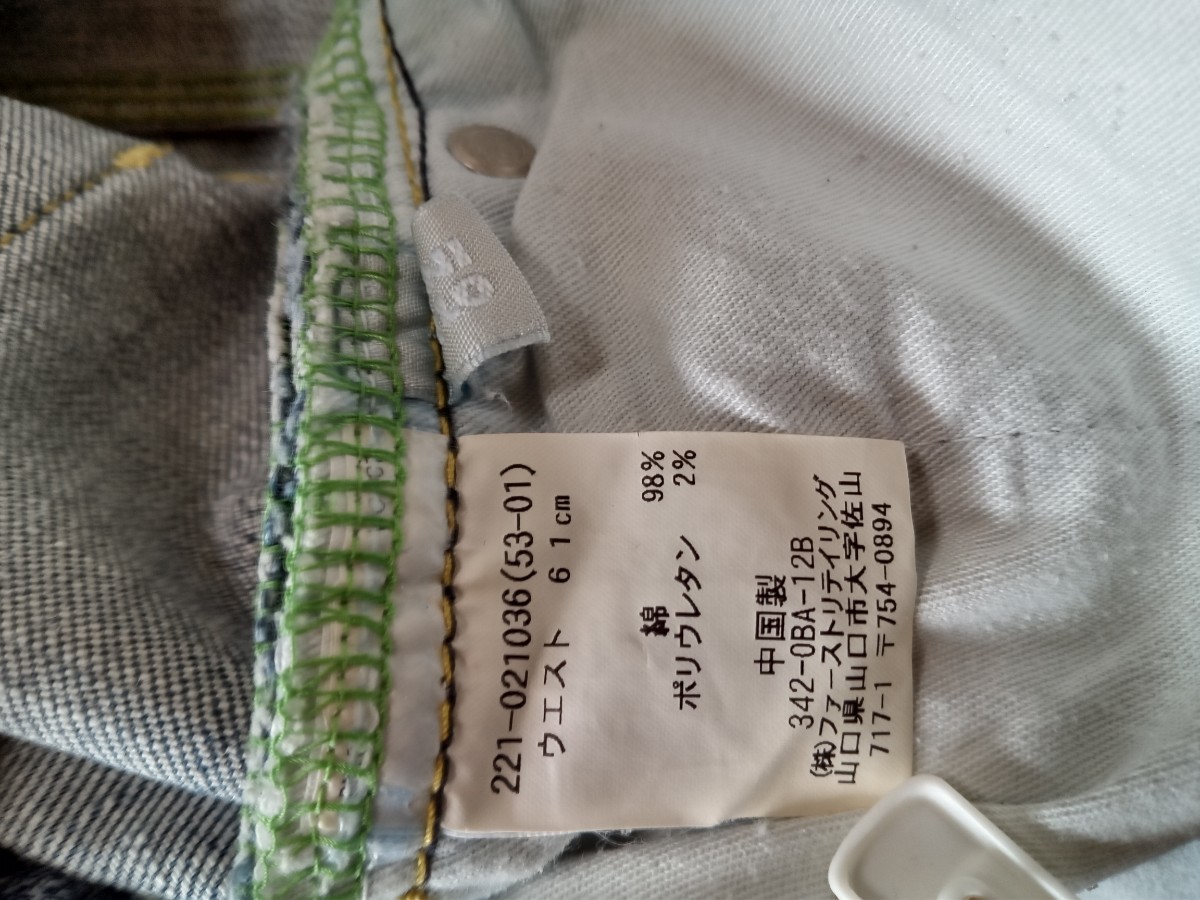 221-021036(53-01)
ウエスト 61cm
綿 98%
ポリウレタン 2%
中国製
342-0BA-12B
(株)ファーストリテイリング
山口県山口市大字佐山
717-1 〒754-0894